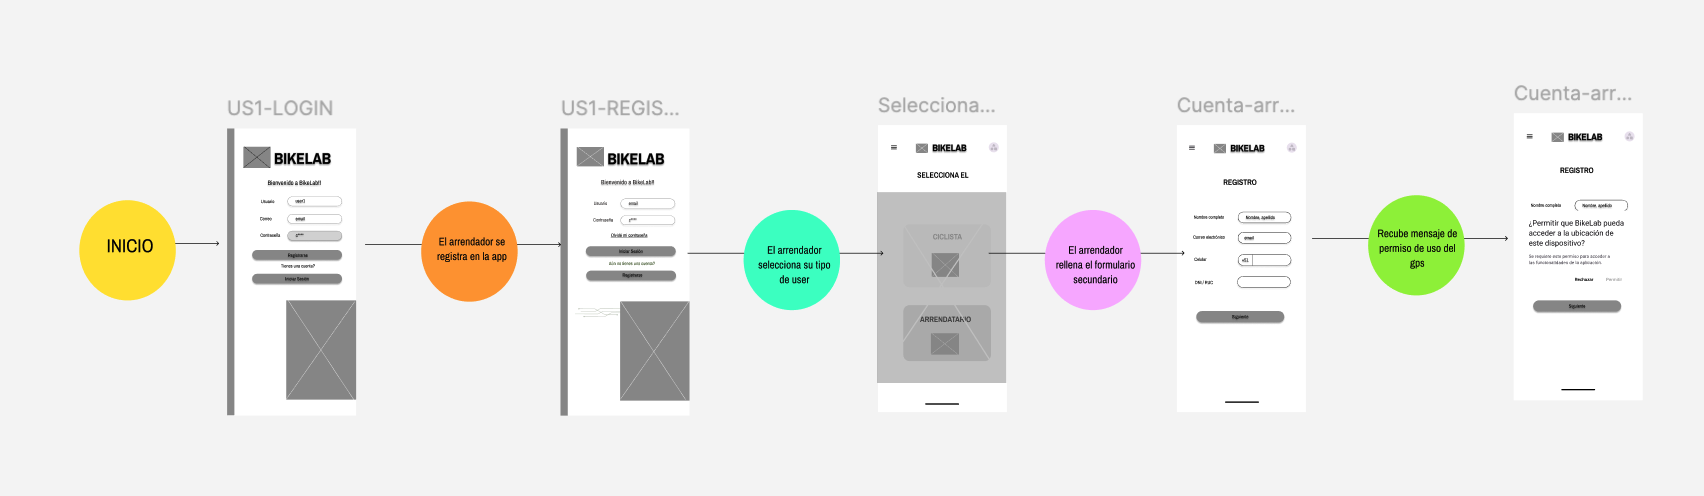 US1-LOGIN
BIKELAB
Bienvenido a BikeLab!!
Usuario
user1
Correo
email
Contraseña
c****
Registrarse
Tienes una cuenta?
Iniciar Sesión
INICIO
El arrendador se
registra en la app
US1-REGIS...
BIKELAB
Bienvenido a BikeLab!!
Usuario
email
Contraseña
c****
Olvide mi contraseña
Iniciar Sesión
Aún no tienes una cuenta?
Registrarse
El arrendador
selecciona su tipo
de user
Selecciona...
BIKELAB
SELECCIONA EL
CICLISTA
ARRENDATARIO
El arrendador
rellena el formulario
secundario
Cuenta-arr...
BIKELAB
REGISTRO
Nombre completo
Nombre, apellido
Correo electrónico
email
Celular
+51
DNI / RUC
Siguiente
Recube mensaje de
permiso de uso del
gps
Cuenta-arr...
BIKELAB
REGISTRO
Nombre completo
Nombre, apellido
¿Permitir que BikeLab pueda
acceder a la ubicación de
este dispositivo?
Se requiere este permiso para acceder a
las funcionalidades de la aplicacion.
Rechazar
Permitir
Siguiente